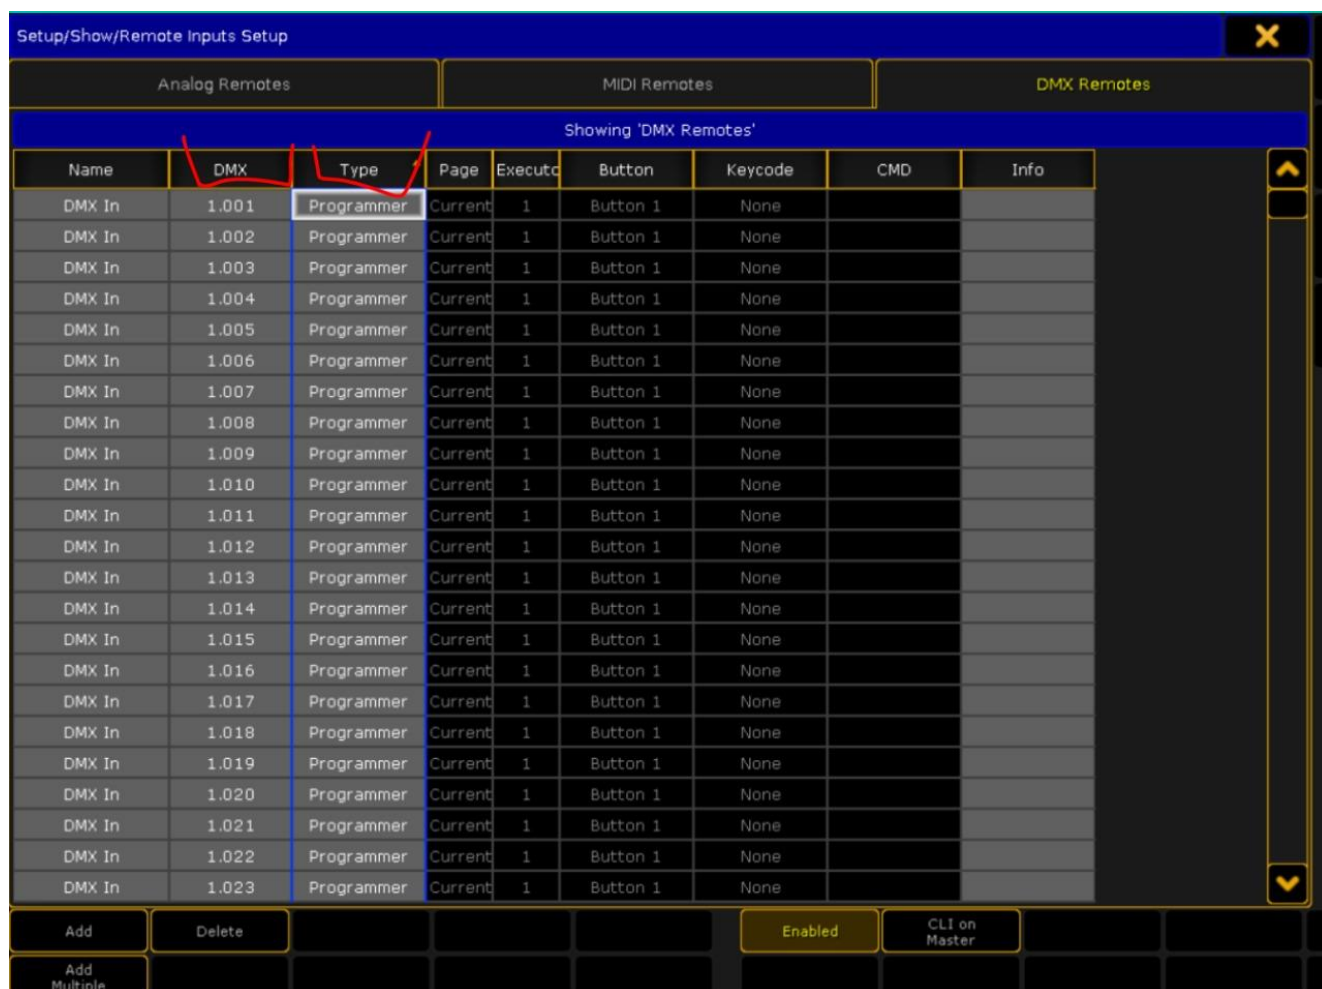 Setup/Show/Remote Inputs Setup
Analog Remotes MIDI Remotes DMX Remotes
Showing 'DMX Remotes'
Name DMX Type Page Executo Button Keycode CMD Info
DMX In 1.001 Programmer Current 1 Button 1 None
DMX In 1.002 Programmer Current 1 Button 1 None
DMX In 1.003 Programmer Current 1 Button 1 None
DMX In 1.004 Programmer Current 1 Button 1 None
DMX In 1.005 Programmer Current 1 Button 1 None
DMX In 1.006 Programmer Current 1 Button 1 None
DMX In 1.007 Programmer Current 1 Button 1 None
DMX In 1.008 Programmer Current 1 Button 1 None
DMX In 1.009 Programmer Current 1 Button 1 None
DMX In 1.010 Programmer Current 1 Button 1 None
DMX In 1.011 Programmer Current 1 Button 1 None
DMX In 1.012 Programmer Current 1 Button 1 None
DMX In 1.013 Programmer Current 1 Button 1 None
DMX In 1.014 Programmer Current 1 Button 1 None
DMX In 1.015 Programmer Current 1 Button 1 None
DMX In 1.016 Programmer Current 1 Button 1 None
DMX In 1.017 Programmer Current 1 Button 1 None
DMX In 1.018 Programmer Current 1 Button 1 None
DMX In 1.019 Programmer Current 1 Button 1 None
DMX In 1.020 Programmer Current 1 Button 1 None
DMX In 1.021 Programmer Current 1 Button 1 None
DMX In 1.022 Programmer Current 1 Button 1 None
DMX In 1.023 Programmer Current 1 Button 1 None
Add Delete Enabled CLI on
Master
Add
Multiple